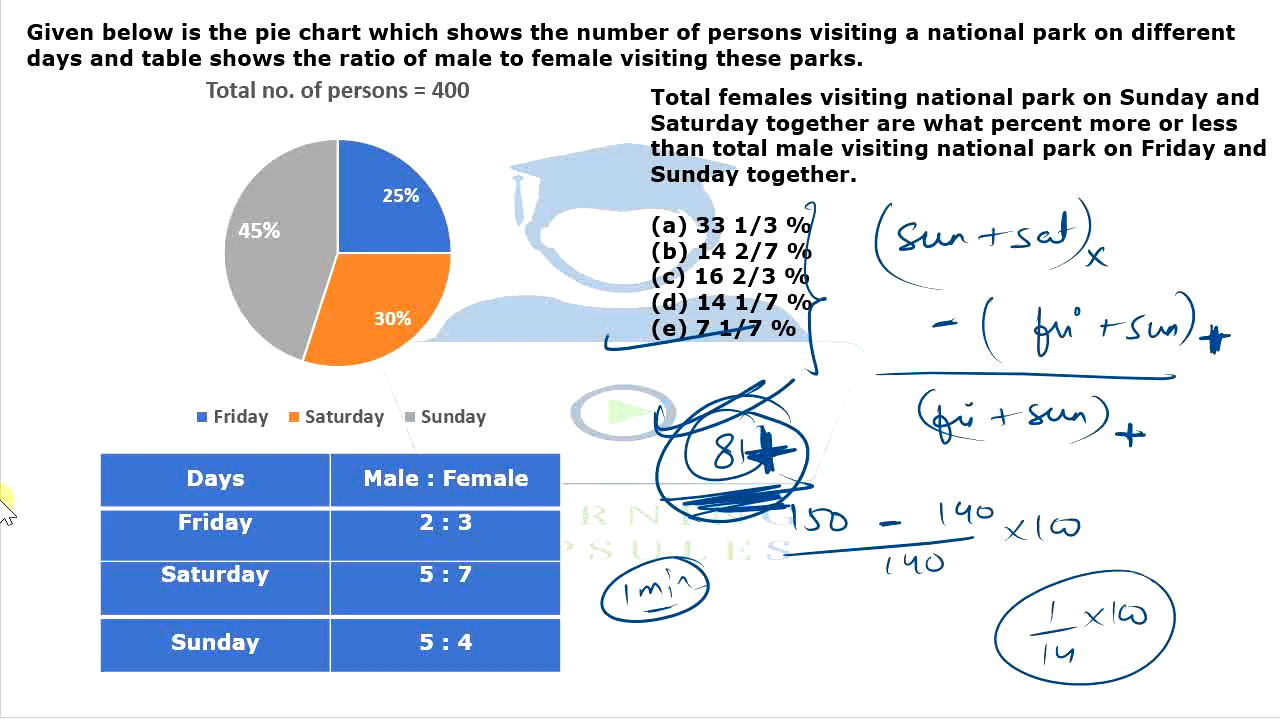 Given below is the pie chart which shows the number of persons visiting a national park on different
days and table shows the ratio of male to female visiting these parks.
Total no. of persons = 400
25%
45%
30%
Friday Saturday Sunday
Days Male : Female
Friday 2 : 3
Saturday 5 : 7
Sunday 5 : 4
Total females visiting national park on Sunday and
Saturday together are what percent more or less
than total male visiting national park on Friday and
Sunday together.
(a) 33 1/3 %
(b) 14 2/7 %
(c) 16 2/3 %
(d) 14 1/7 %
(e) 7 1/7 %
(sun + sat)x
- (fri + sun)
(fri + sun)
81
150 - 140 x 100
140
1 min
1 x 100
14